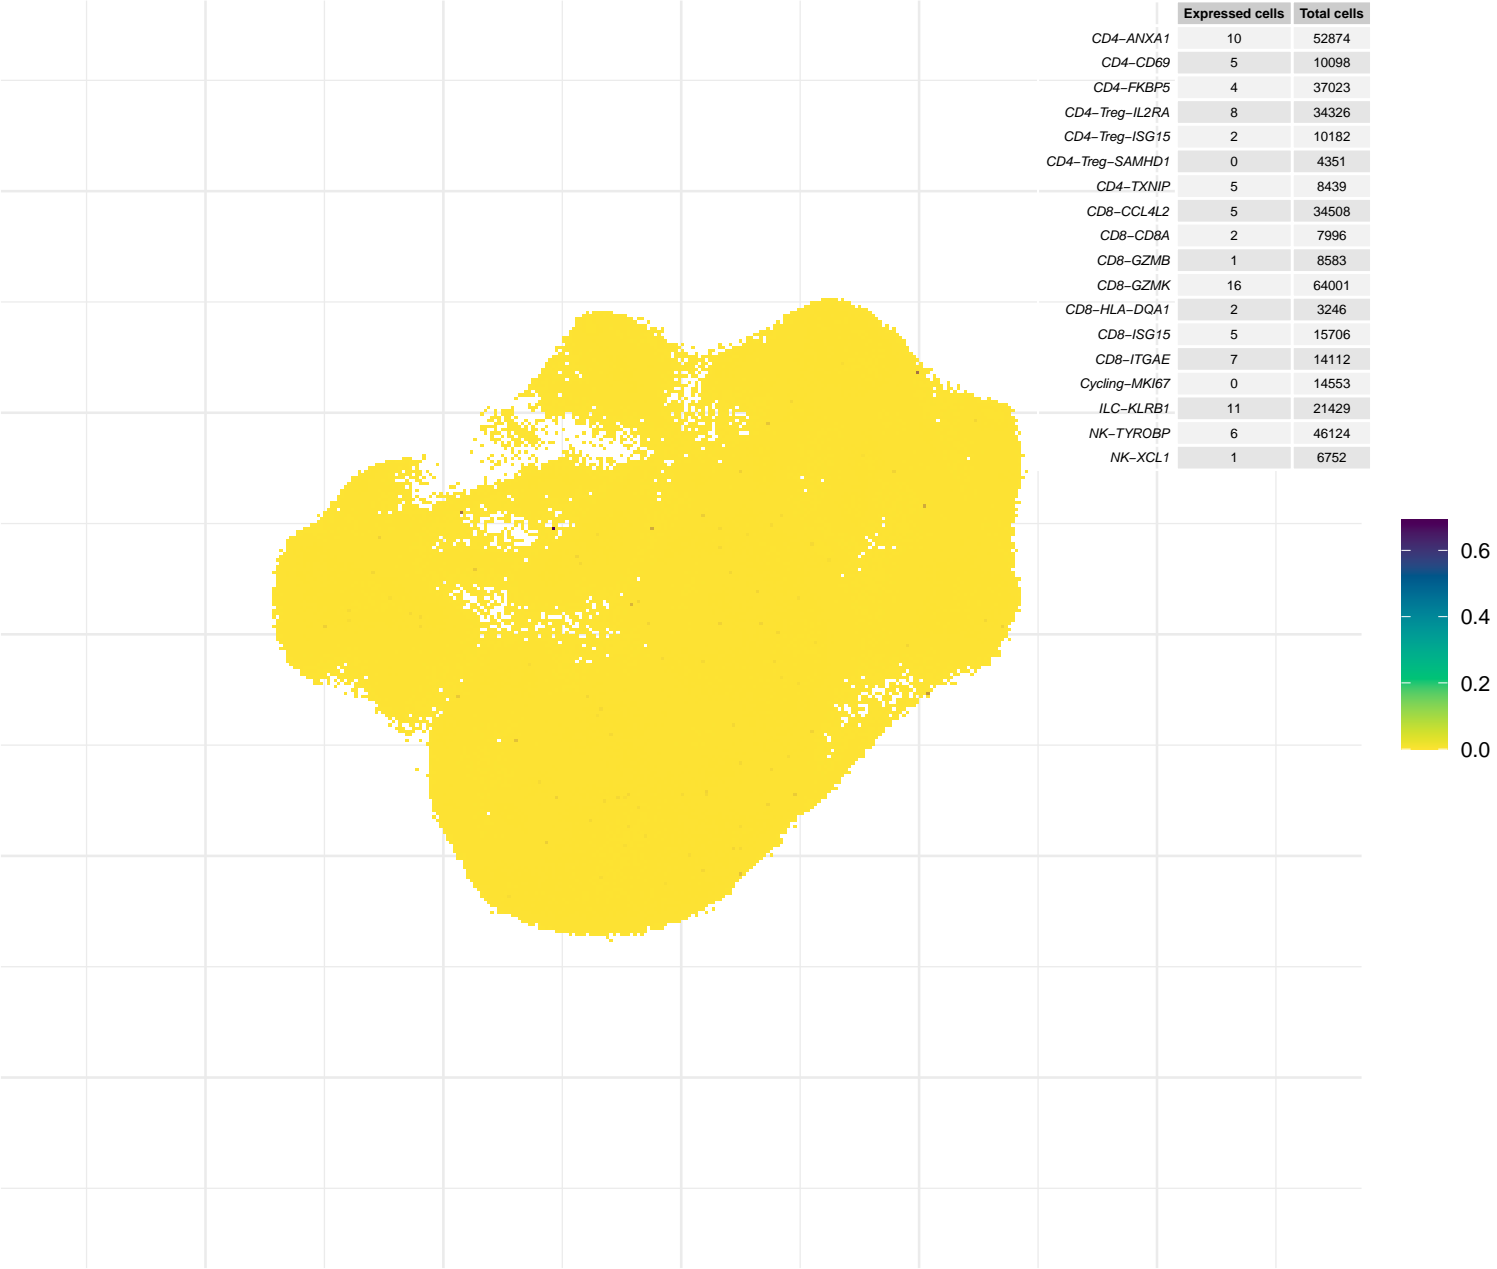 Expressed cells Total cells
CD4−ANXA1 10 52874
CD4−CD69 5 10098
CD4−FKBP5 4 37023
CD4−Treg−IL2RA 8 34326
CD4−Treg−ISG15 2 10182
CD4−Treg−SAMHD1 0 4351
CD4−TXNIP 5 8439
CD8−CCL4L2 5 34508
CD8−CD8A 2 7996
CD8−GZMB 1 8583
CD8−GZMK 16 64001
CD8−HLA−DQA1 2 3246
CD8−ISG15 5 15706
CD8−ITGAE 7 14112
Cycling−MKI67 0 14553
ILC−KLRB1 11 21429
NK−TYROBP 6 46124
NK−XCL1 1 6752
0.6
0.4
0.2
0.0